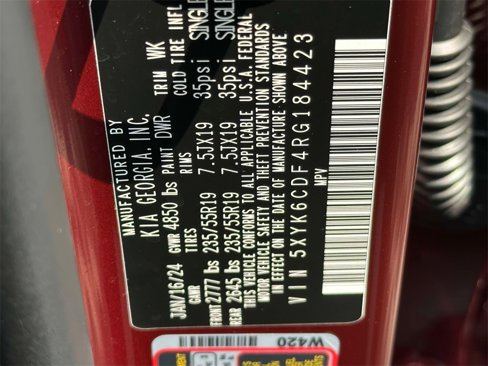 MANUFACTURED BY
KIA GEORGIA, INC.
JAN/16/24 GVWR 4850 lbs PAINT DMR TRIM WK
GAWR TIRES RIMS COLD TIRE INFL
FRONT 2777 lbs 235/55R19 7.5JX19 35psi SINGLE
REAR 2645 lbs 235/55R19 7.5JX19 35psi SINGLE
THIS VEHICLE CONFORMS TO ALL APPLICABLE U.S.A. FEDERAL
MOTOR VEHICLE SAFETY AND THEFT PREVENTION STANDARDS
IN EFFECT ON THE DATE OF MANUFACTURE SHOWN ABOVE
VIN 5XYK6CDF4RG184423
MPV
W420